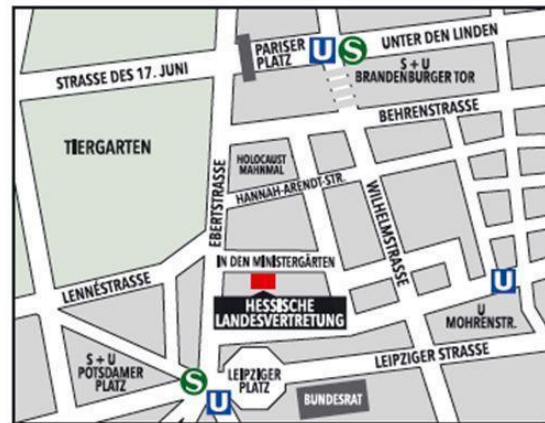 PARISER
PLATZ
U
S
UNTER DEN LINDEN
S + U
BRANDENBURGER TOR
STRASSE DES 17. JUNI
BEHRENSTRASSE
TIERGARTEN
EBERTSTRASSE
HOLOCAUST
MAHNMAL
HANNAH-ARENDT-STR.
WILHELMSTRASSE
IN DEN MINISTERGÄRTEN
LENNÉSTRASSE
HESSISCHE
LANDESVERTRETUNG
U
U
MOHRENSTR.
S + U
POTSDAMER
PLATZ
LEIPZIGER STRASSE
S
U
LEIPZIGER
PLATZ
BUNDESRAT